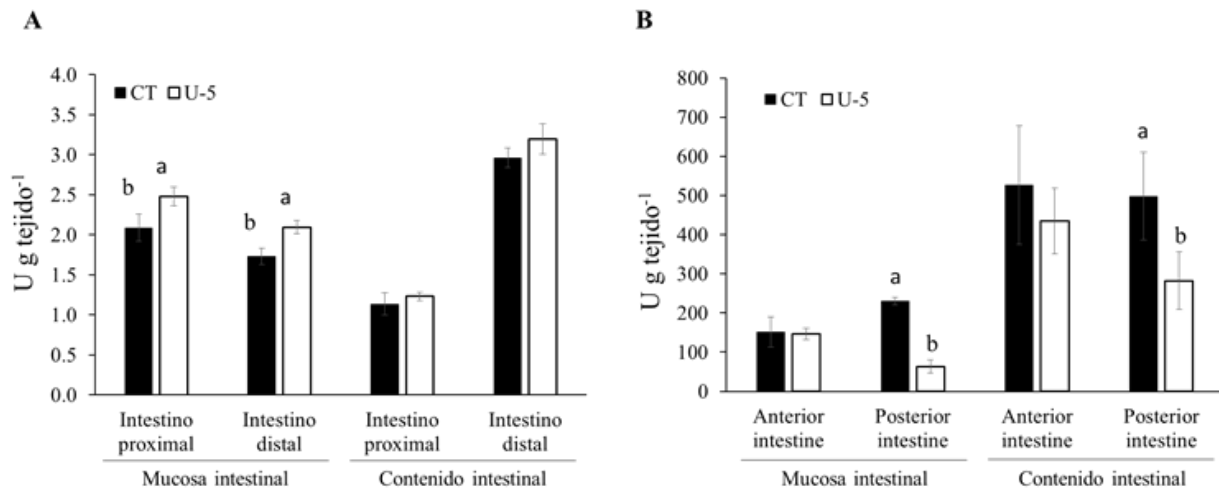 A
U g tejido-1
CT U-5
4.0
3.5
3.0
2.5
2.0
1.5
1.0
0.5
0.0
b a b a
Intestino proximal
Intestino distal
Intestino proximal
Intestino distal
Mucosa intestinal
Contenido intestinal
B
U g tejido-1
CT U-5
800
700
600
500
400
300
200
100
0
a b a b
Anterior intestine
Posterior intestine
Anterior intestine
Posterior intestine
Mucosa intestinal
Contenido intestinal